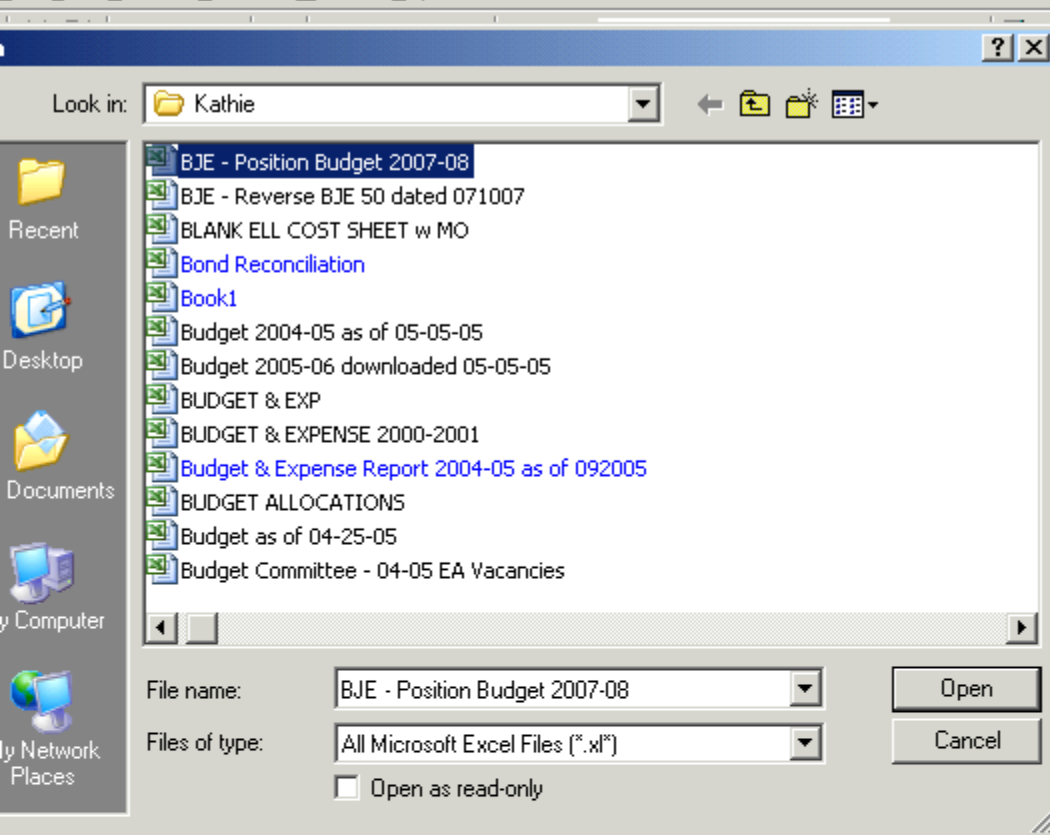 Look in: Kathie
BJE - Position Budget 2007-08
BJE - Reverse BJE 50 dated 071007
BLANK ELL COST SHEET w MO
Bond Reconciliation
Book1
Budget 2004-05 as of 05-05-05
Budget 2005-06 downloaded 05-05-05
BUDGET & EXP
BUDGET & EXPENSE 2000-2001
Budget & Expense Report 2004-05 as of 092005
BUDGET ALLOCATIONS
Budget as of 04-25-05
Budget Committee - 04-05 EA Vacancies
Recent
Desktop
Documents
y Computer
y Network
Places
File name: BJE - Position Budget 2007-08
Open
Files of type: All Microsoft Excel Files (*.xl*)
Cancel
Open as read-only